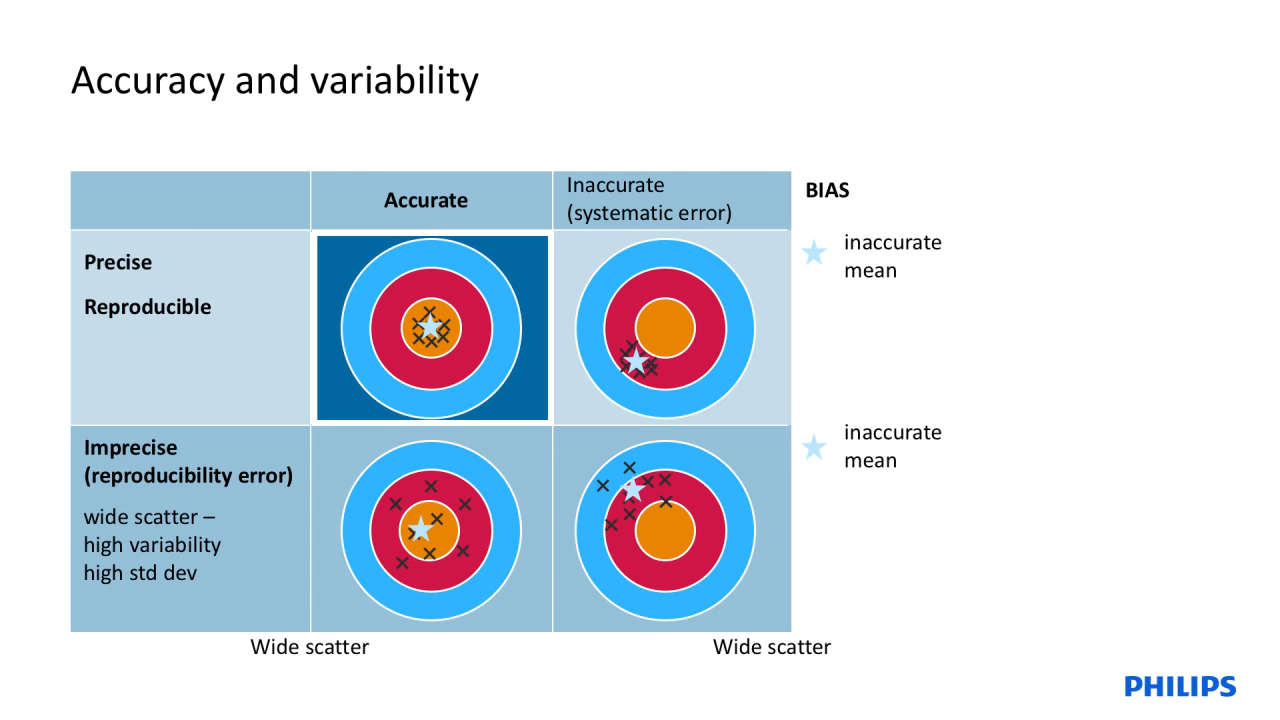 Accuracy and variability
Accurate
Inaccurate
(systematic error)
BIAS
Precise
Reproducible
inaccurate
mean
Imprecise
(reproducibility error)
wide scatter –
high variability
high std dev
inaccurate
mean
Wide scatter
Wide scatter
PHILIPS